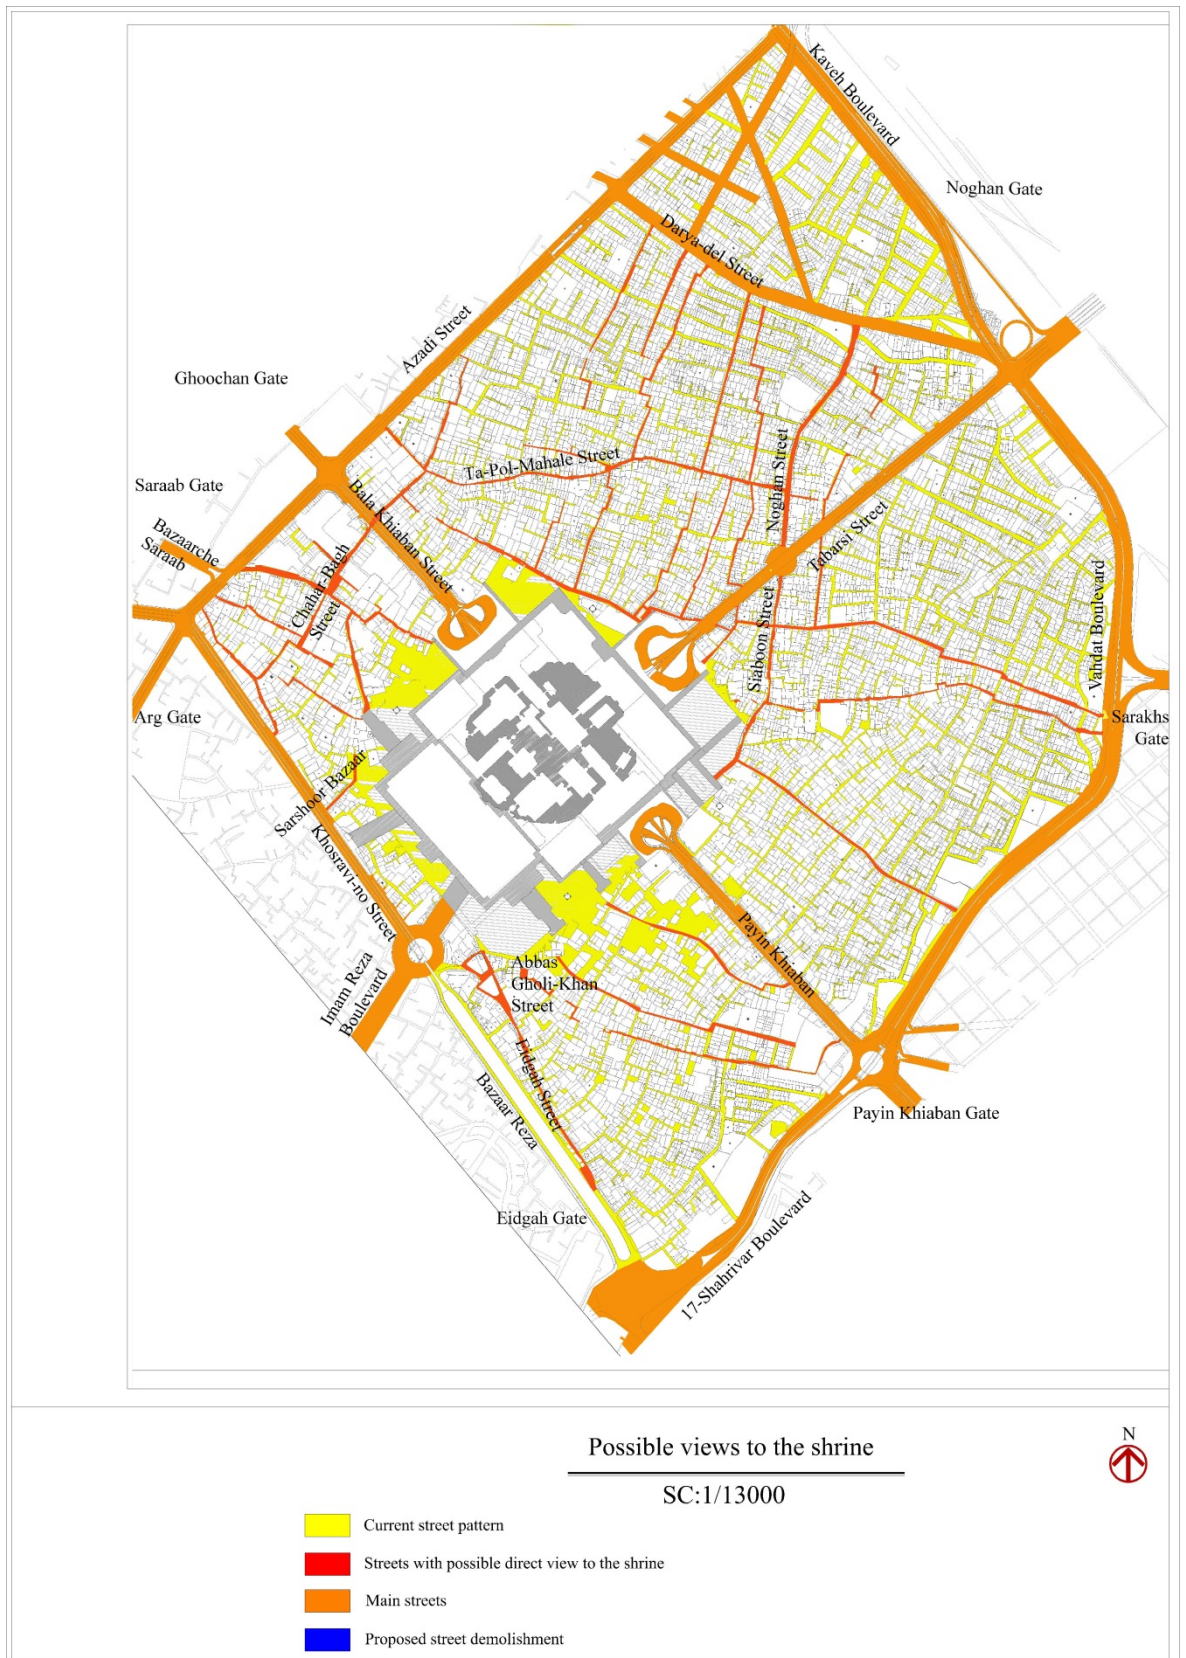 Kaveh Boulevard
Noghan Gate
Darya-del Street
Azadi Street
Ghoochan Gate
Ta-Pol-Mahale Street
Noghan Street
Saraab Gate
Bala Khiaban Street
Tabarsi Street
Bazaarche
Saraab
Chahar-Bagh
Street
Siaboon Street
Vahdat Boulevard
Arg Gate
Sarakhs
Gate
Sarshoor Bazaar
Khosravi-no Street
Payin Khiaban
Imam Reza
Boulevard
Abbas
Gholi-Khan
Street
Eidgah Street
Bazaar Reza
Payin Khiaban Gate
Eidgah Gate
17-Shahrivar Boulevard
Possible views to the shrine
SC:1/13000
N
Current street pattern
Streets with possible direct view to the shrine
Main streets
Proposed street demolishment